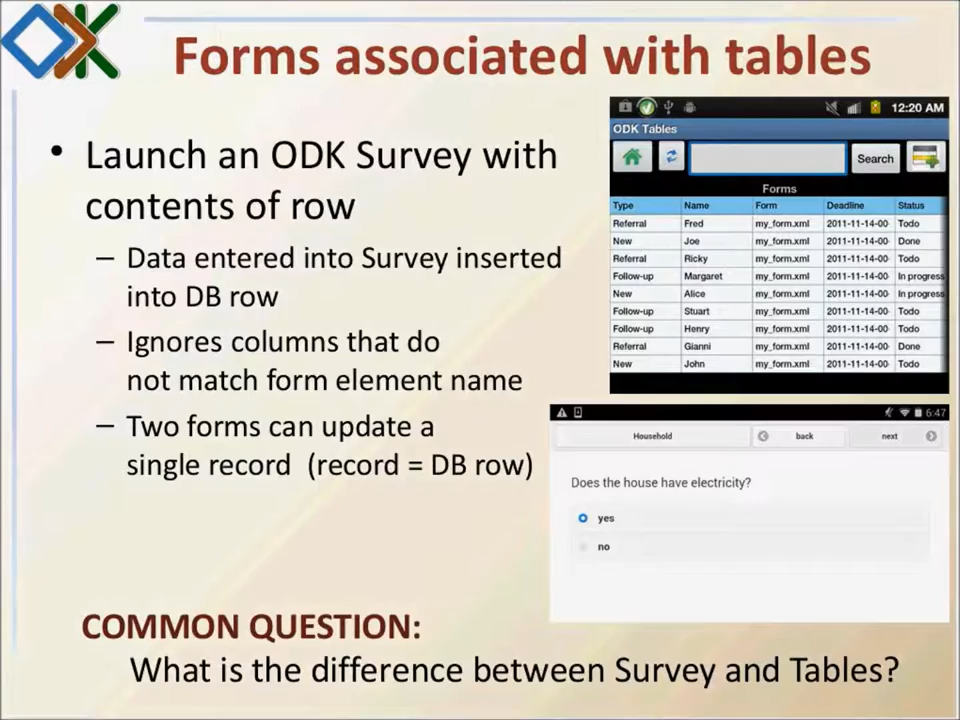 ODK
Forms associated with tables
• Launch an ODK Survey with
contents of row
– Data entered into Survey inserted
into DB row
– Ignores columns that do
not match form element name
– Two forms can update a
single record (record = DB row)
12:20 AM
ODK Tables
Search
Forms
Type Name Form Deadline Status
Referral Fred my_form.xml 2011-11-14-00- Todo
New Joe my_form.xml 2011-11-14-00- Done
Referral Ricky my_form.xml 2011-11-14-00- Todo
Follow-up Margaret my_form.xml 2011-11-14-00- In progress
New Alice my_form.xml 2011-11-14-00- In progress
Follow-up Stuart my_form.xml 2011-11-14-00- Todo
Follow-up Henry my_form.xml 2011-11-14-00- Todo
Referral Gianni my_form.xml 2011-11-14-00- Done
New John my_form.xml 2011-11-14-00- Todo
6:47
Household back next
Does the house have electricity?
yes
no
COMMON QUESTION:
What is the difference between Survey and Tables?